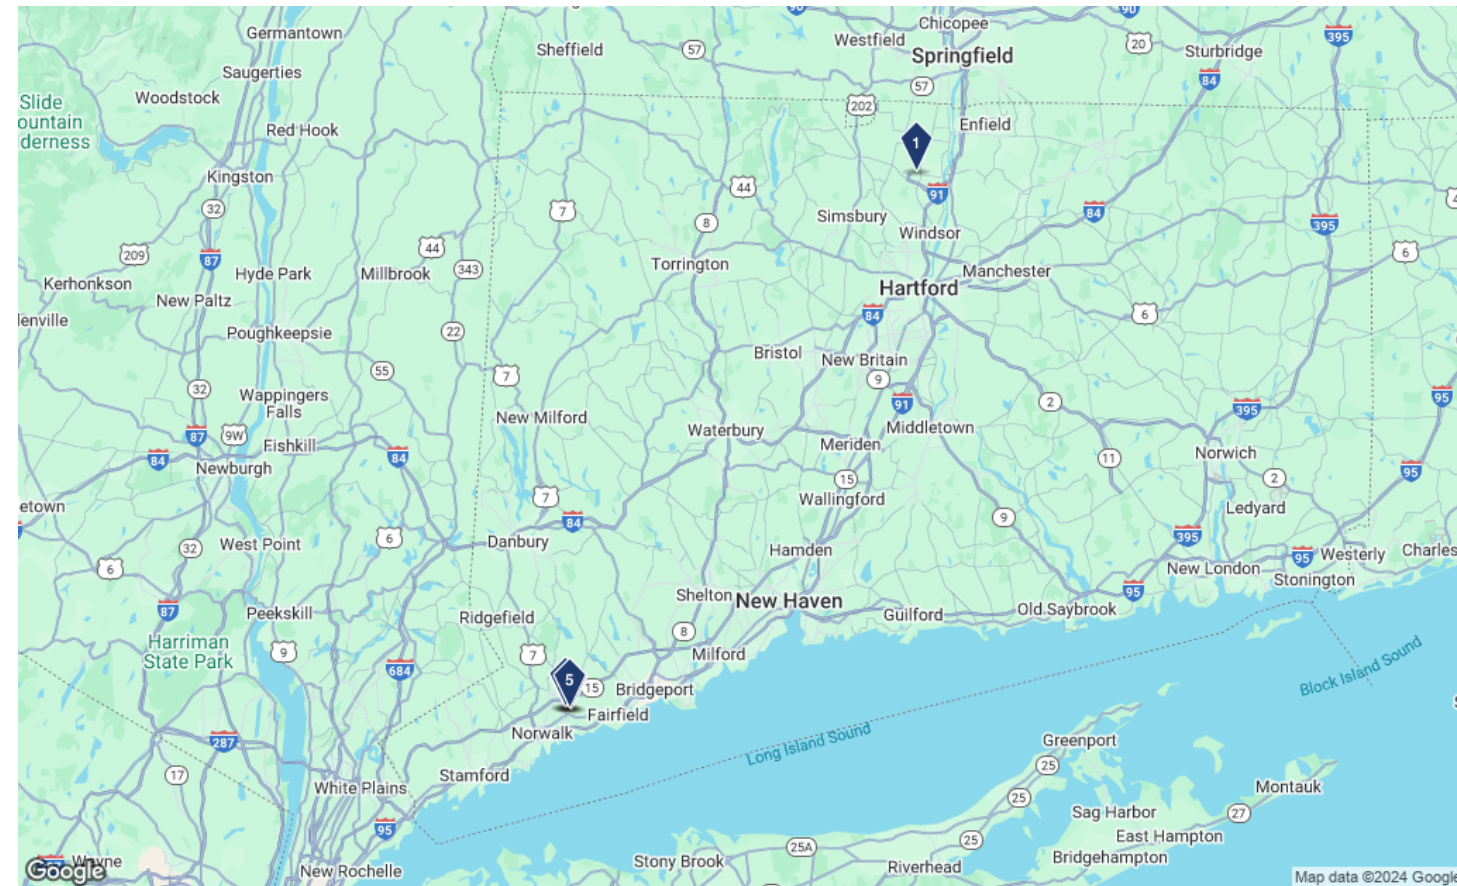 Germantown
Chicopee
Westfield
Springfield
Sheffield
57
20
Sturbridge
395
90
90
Saugerties
84
Slide
Woodstock
57
202
Red Hook
Enfield
1
Kingston
44
91
32
7
8
Simsbury
84
395
Windsor
209
44
6
87
343
Torrington
Manchester
Hyde Park
Millbrook
Kerhonkson
Hartford
New Paltz
84
6
Poughkeepsie
22
Bristol
New Britain
55
7
9
32
Wappingers
Falls
91
2
395
95
New Milford
9W
87
Waterbury
Middletown
Fishkill
Meriden
84
84
Newburgh
11
Norwich
95
15
2
7
Wallingford
Ledyard
84
9
6
Danbury
395
32
West Point
Hamden
95
Westerly
6
New London
Stonington
87
Peekskill
Shelton
New Haven
95
Ridgefield
Guilford
Old Saybrook
Harriman
State Park
9
7
8
Milford
684
5
15
Bridgeport
Block Island Sound
Fairfield
Norwalk
287
Long Island Sound
Greenport
17
Stamford
25
White Plains
25
Montauk
95
Sag Harbor
27
East Hampton
25A
25
Bridgehampton
Wayne
Google
New Rochelle
Stony Brook
Riverhead
Map data ©2024 Google